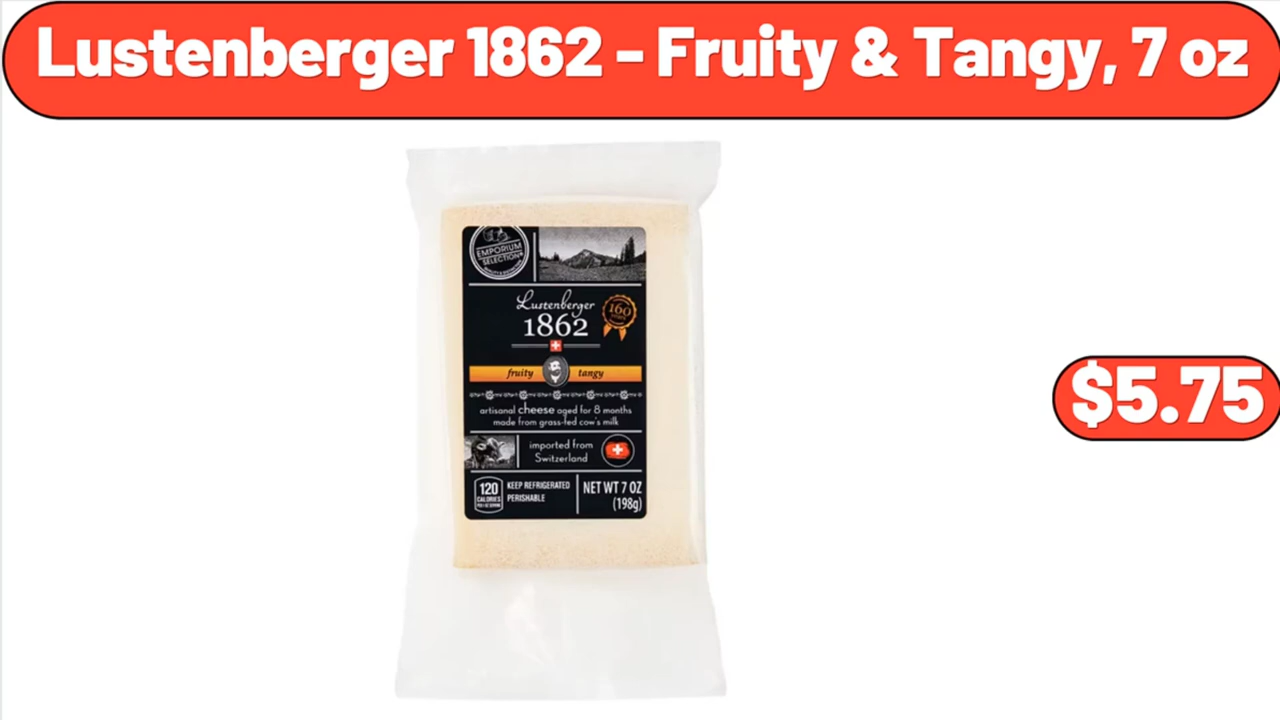 Lustenberger 1862 - Fruity & Tangy, 7 oz
EMPORIUM
SELECTION
Lustenberger
1862
160
fruity tangy
artisanal cheese aged for 8 months
made from grass-fed cow's milk
imported from
Switzerland
120
CALORIES
KEEP REFRIGERATED
PERISHABLE
NET WT 7 OZ
(198g)
$5.75